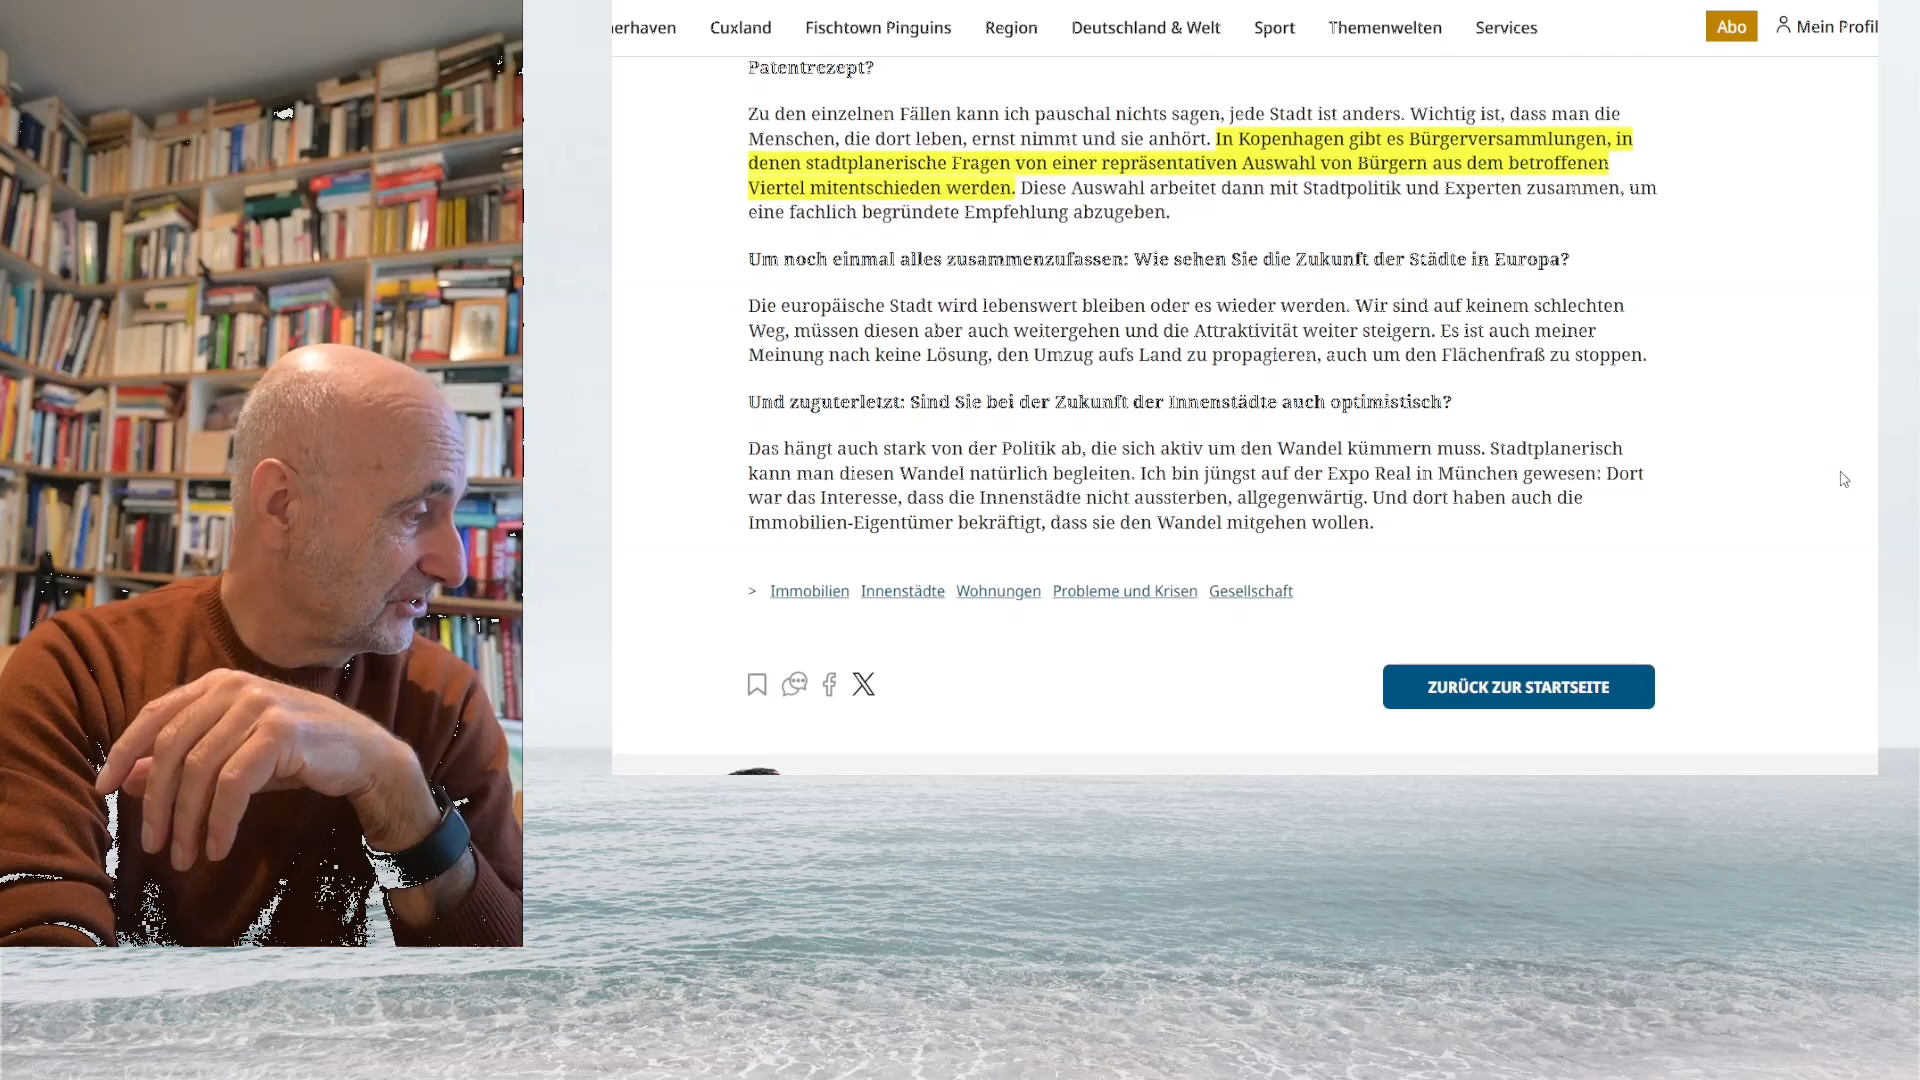 Cuxland Fischtown Pinguins Region Deutschland & Welt Sport Themenwelten Services Abo Mein Profil
Patentrezept?
Zu den einzelnen Fällen kann ich pauschal nichts sagen, jede Stadt ist anders. Wichtig ist, dass man die
Menschen, die dort leben, ernst nimmt und sie anhört. In Kopenhagen gibt es Bürgerversammlungen, in
denen stadtplanerische Fragen von einer repräsentativen Auswahl von Bürgern aus dem betroffenen
Viertel mitentschieden werden. Diese Auswahl arbeitet dann mit Stadtpolitik und Experten zusammen, um
eine fachlich begründete Empfehlung abzugeben.
Um noch einmal alles zusammenzufassen: Wie sehen Sie die Zukunft der Städte in Europa?
Die europäische Stadt wird lebenswert bleiben oder es wieder werden. Wir sind auf keinem schlechten
Weg, müssen diesen aber auch weitergehen und die Attraktivität weiter steigern. Es ist auch meiner
Meinung nach keine Lösung, den Umzug aufs Land zu propagieren, auch um den Flächenfraß zu stoppen.
Und zuguterletzt: Sind Sie bei der Zukunft der Innenstädte auch optimistisch?
Das hängt auch stark von der Politik ab, die sich aktiv um den Wandel kümmern muss. Stadtplanerisch
kann man diesen Wandel natürlich begleiten. Ich bin jüngst auf der Expo Real in München gewesen: Dort
war das Interesse, dass die Innenstädte nicht aussterben, allgegenwärtig. Und dort haben auch die
Immobilien-Eigentümer bekräftigt, dass sie den Wandel mitgehen wollen.
> Immobilien Innenstädte Wohnungen Probleme und Krisen Gesellschaft
ZURÜCK ZUR STARTSEITE